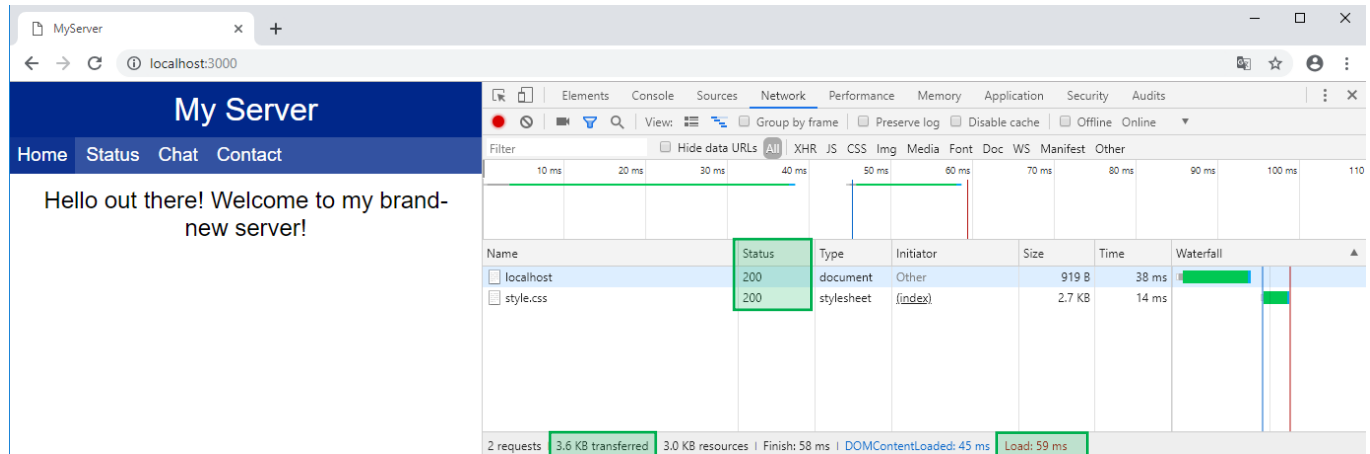 MyServer
localhost:3000
My Server
Home Status Chat Contact
Hello out there! Welcome to my brand-
new server!
Elements Console Sources Network Performance Memory Application Security Audits
View: Group by frame Preserve log Disable cache Offline Online
Filter Hide data URLs All XHR JS CSS Img Media Font Doc WS Manifest Other
10 ms 20 ms 30 ms 40 ms 50 ms 60 ms 70 ms 80 ms 90 ms 100 ms 110
Name Status Type Initiator Size Time Waterfall
localhost 200 document Other 919 B 38 ms
style.css 200 stylesheet (index) 2.7 KB 14 ms
2 requests 3.6 KB transferred 3.0 KB resources Finish: 58 ms DOMContentLoaded: 45 ms Load: 59 ms